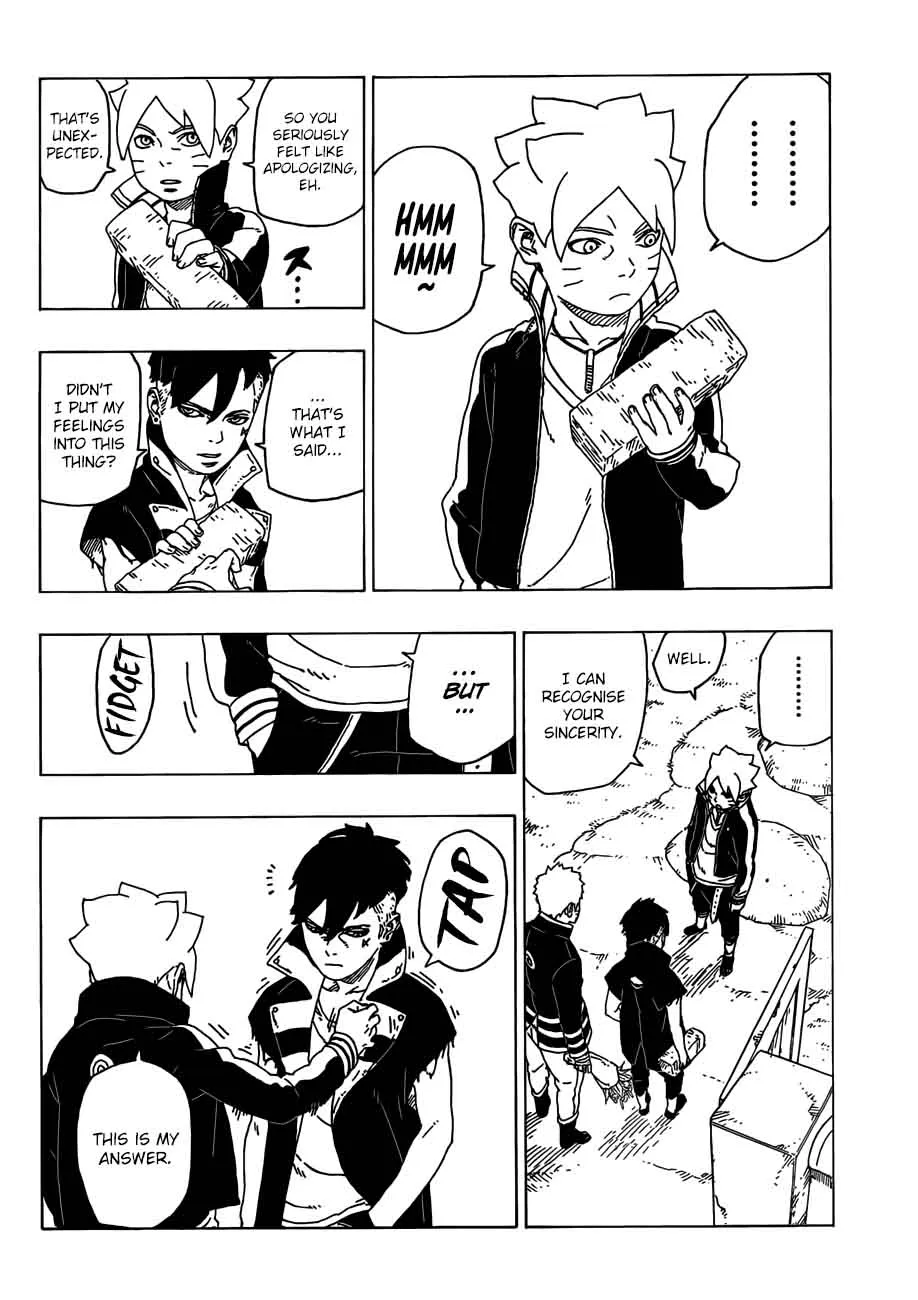 .........
HMM
MMM
~
SO YOU
SERIOUSLY
FELT LIKE
APOLOGIZING,
EH.
THAT'S
UNEX-
PECTED.
ス...
...
THAT'S
WHAT I
SAID...
DIDN'T
I PUT MY
FEELINGS
INTO THIS
THING?
.........
WELL.
I CAN
RECOGNISE
YOUR
SINCERITY.
...
BUT
...
FIDGET
TAP
THIS IS MY
ANSWER.